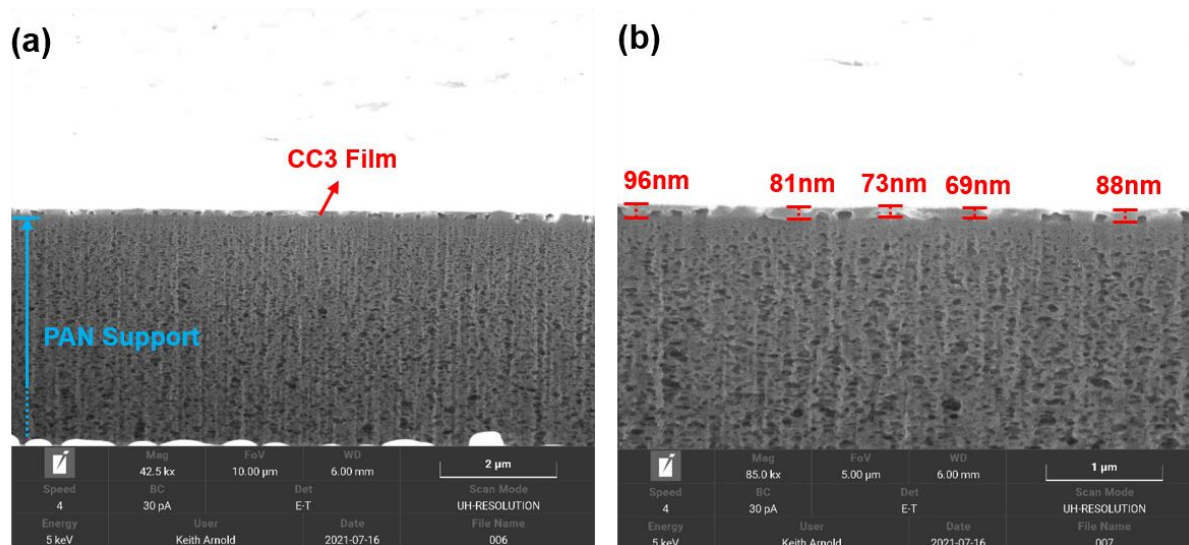 (a)
CC3 Film
PAN Support
Mag FoV WD
42.5 kx 10.00 µm 6.00 mm
2 µm
Speed BC Det Scan Mode
4 30 pA E-T UH-RESOLUTION
Energy User Date File Name
5 keV Keith Arnold 2021-07-16 006
(b)
96nm 81nm 73nm 69nm 88nm
Mag FoV WD
85.0 kx 5.00 µm 6.00 mm
1 µm
Speed BC Det Scan Mode
4 30 pA E-T UH-RESOLUTION
Energy User Date File Name
5 keV Keith Arnold 2021-07-16 007